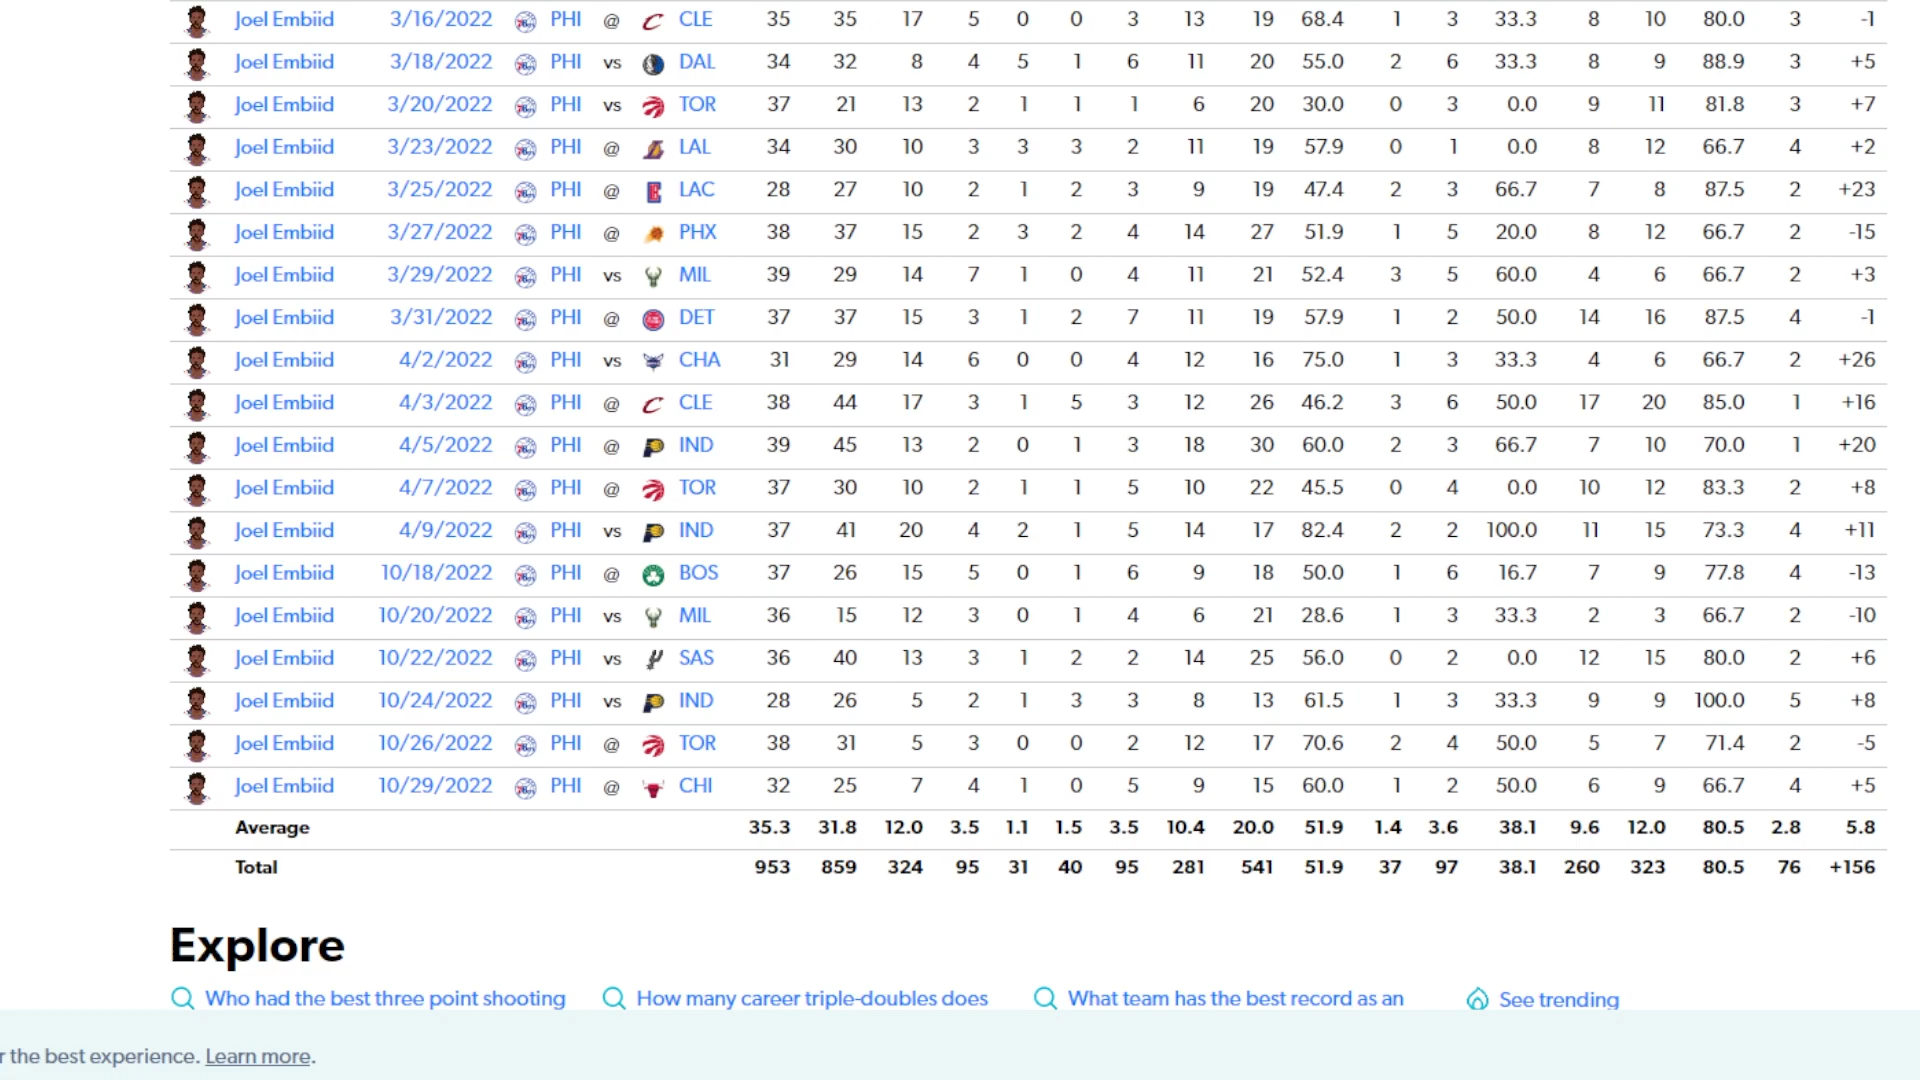 Joel Embiid 3/16/2022 PHI @ CLE 35 35 17 5 0 0 3 13 19 68.4 1 3 33.3 8 10 80.0 3 -1
Joel Embiid 3/18/2022 PHI vs DAL 34 32 8 4 5 1 6 11 20 55.0 2 6 33.3 8 9 88.9 3 +5
Joel Embiid 3/20/2022 PHI vs TOR 37 21 13 2 1 1 1 6 20 30.0 0 3 0.0 9 11 81.8 3 +7
Joel Embiid 3/23/2022 PHI @ LAL 34 30 10 3 3 3 2 11 19 57.9 0 1 0.0 8 12 66.7 4 +2
Joel Embiid 3/25/2022 PHI @ LAC 28 27 10 2 1 2 3 9 19 47.4 2 3 66.7 7 8 87.5 2 +23
Joel Embiid 3/27/2022 PHI @ PHX 38 37 15 2 3 2 4 14 27 51.9 1 5 20.0 8 12 66.7 2 -15
Joel Embiid 3/29/2022 PHI vs MIL 39 29 14 7 1 0 4 11 21 52.4 3 5 60.0 4 6 66.7 2 +3
Joel Embiid 3/31/2022 PHI @ DET 37 37 15 3 1 2 7 11 19 57.9 1 2 50.0 14 16 87.5 4 -1
Joel Embiid 4/2/2022 PHI vs CHA 31 29 14 6 0 0 4 12 16 75.0 1 3 33.3 4 6 66.7 2 +26
Joel Embiid 4/3/2022 PHI @ CLE 38 44 17 3 1 5 3 12 26 46.2 3 6 50.0 17 20 85.0 1 +16
Joel Embiid 4/5/2022 PHI @ IND 39 45 13 2 0 1 3 18 30 60.0 2 3 66.7 7 10 70.0 1 +20
Joel Embiid 4/7/2022 PHI @ TOR 37 30 10 2 1 1 5 10 22 45.5 0 4 0.0 10 12 83.3 2 +8
Joel Embiid 4/9/2022 PHI vs IND 37 41 20 4 2 1 5 14 17 82.4 2 2 100.0 11 15 73.3 4 +11
Joel Embiid 10/18/2022 PHI @ BOS 37 26 15 5 0 1 6 9 18 50.0 1 6 16.7 7 9 77.8 4 -13
Joel Embiid 10/20/2022 PHI vs MIL 36 15 12 3 0 1 4 6 21 28.6 1 3 33.3 2 3 66.7 2 -10
Joel Embiid 10/22/2022 PHI vs SAS 36 40 13 3 1 2 2 14 25 56.0 0 2 0.0 12 15 80.0 2 +6
Joel Embiid 10/24/2022 PHI vs IND 28 26 5 2 1 3 3 8 13 61.5 1 3 33.3 9 9 100.0 5 +8
Joel Embiid 10/26/2022 PHI @ TOR 38 31 5 3 0 0 2 12 17 70.6 2 4 50.0 5 7 71.4 2 -5
Joel Embiid 10/29/2022 PHI @ CHI 32 25 7 4 1 0 5 9 15 60.0 1 2 50.0 6 9 66.7 4 +5
Average 35.3 31.8 12.0 3.5 1.1 1.5 3.5 10.4 20.0 51.9 1.4 3.6 38.1 9.6 12.0 80.5 2.8 5.8
Total 953 859 324 95 31 40 95 281 541 51.9 37 97 38.1 260 323 80.5 76 +156
Explore
Who had the best three point shooting How many career triple-doubles does What team has the best record as an See trending
r the best experience. Learn more.